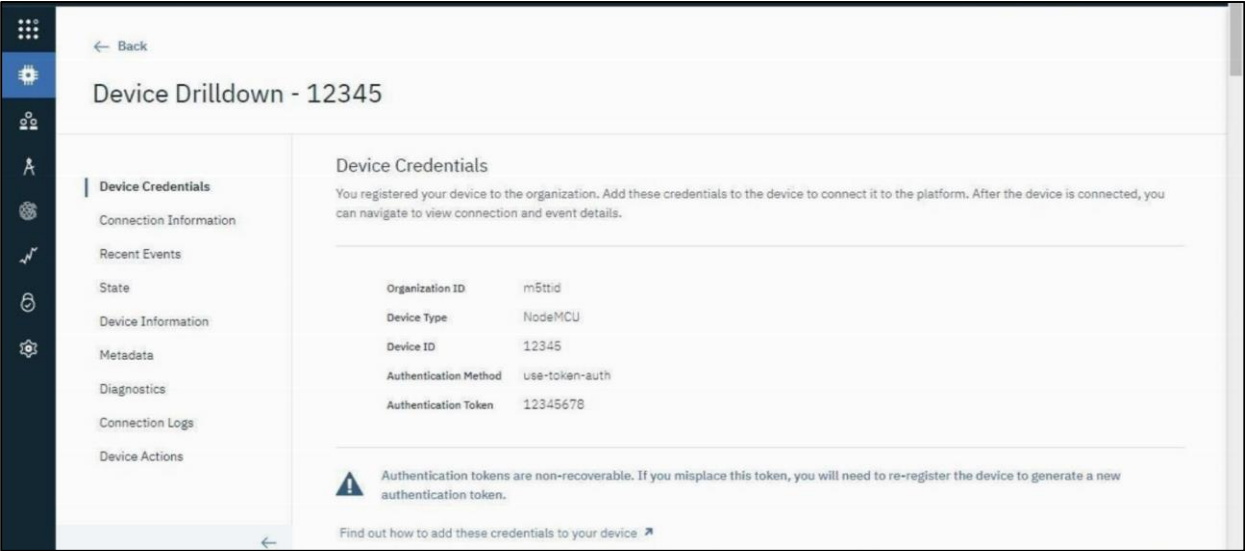 ← Back
Device Drilldown - 12345
Device Credentials
Connection Information
Recent Events
State
Device Information
Metadata
Diagnostics
Connection Logs
Device Actions
←
Device Credentials
You registered your device to the organization. Add these credentials to the device to connect it to the platform. After the device is connected, you
can navigate to view connection and event details.
Organization ID m5ttid
Device Type NodeMCU
Device ID 12345
Authentication Method use-token-auth
Authentication Token 12345678
Authentication tokens are non-recoverable. If you misplace this token, you will need to re-register the device to generate a new
authentication token.
Find out how to add these credentials to your device ↗